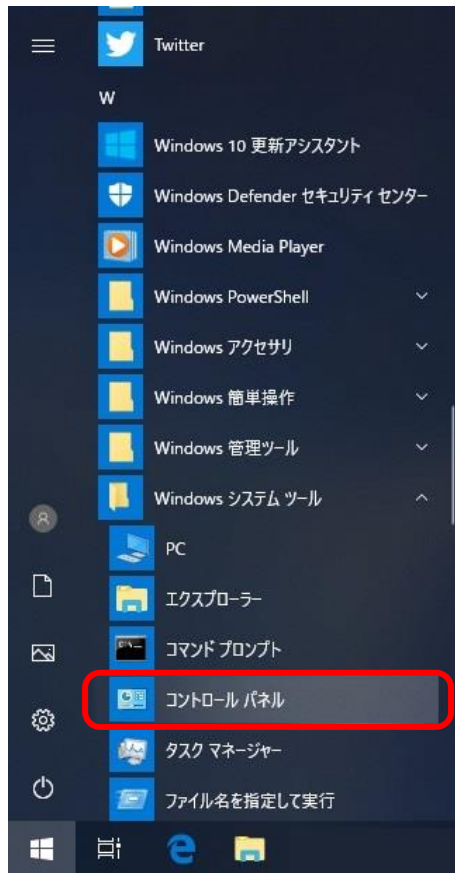 Twitter
W
Windows 10 更新アシスタント
Windows Defender セキュリティ センター
Windows Media Player
Windows PowerShell
Windows アクセサリ
Windows 簡単操作
Windows 管理ツール
Windows システム ツール
PC
エクスプローラー
コマンド プロンプト
コントロール パネル
タスク マネージャー
ファイル名を指定して実行